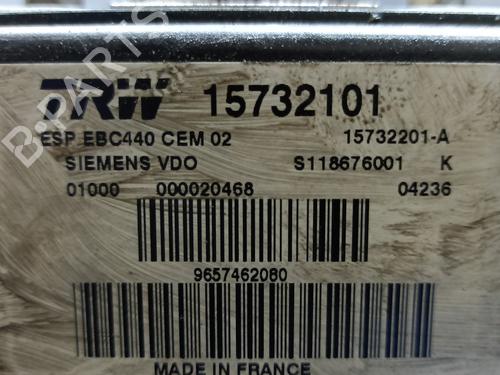 B-PARTS
TRW 15732101
ESP EBC440 CEM 02 15732201-A
SIEMENS VDO S118676001 K
01000 000020468 04236
9657462080
MADE IN FRANCE